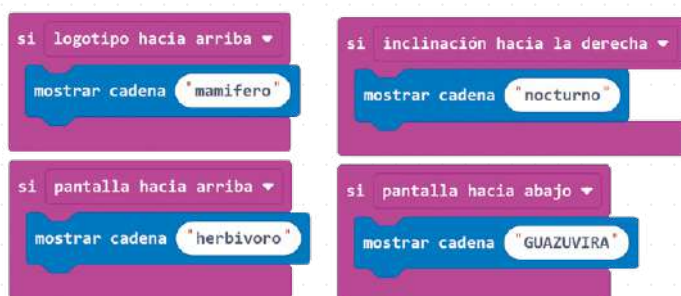 si logotipo hacia arriba
mostrar cadena "mamifero"
si inclinación hacia la derecha
mostrar cadena "nocturno"
si pantalla hacia arriba
mostrar cadena "herbivoro"
si pantalla hacia abajo
mostrar cadena "GUAZUVIRA"